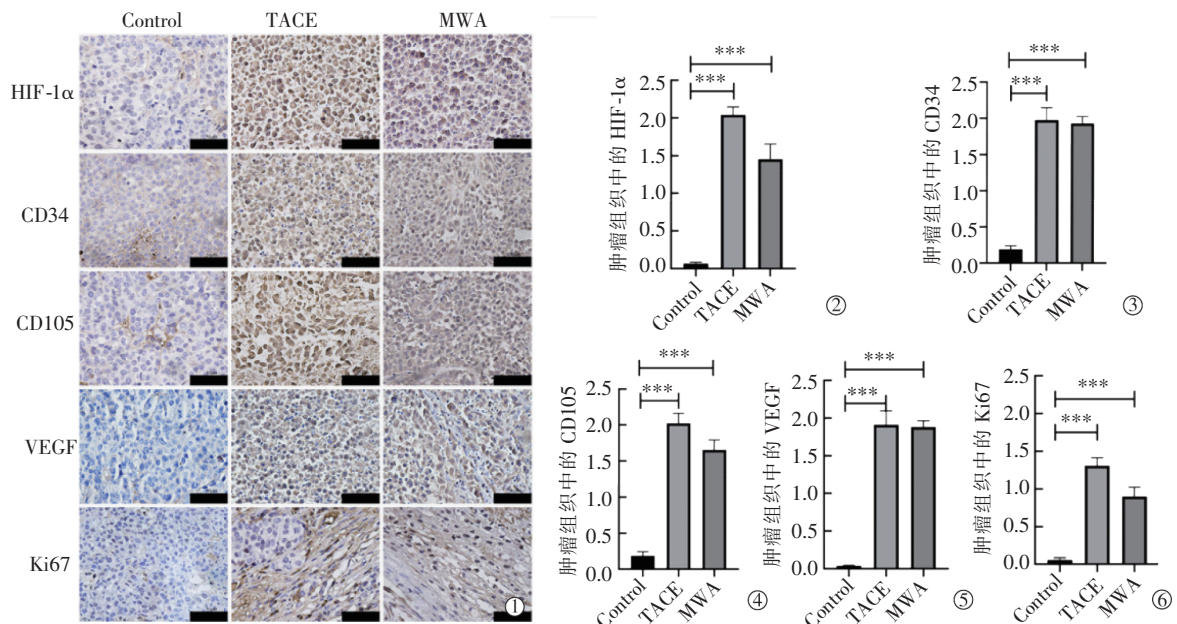 Control TACE MWA
HIF-1α
CD34
CD105
VEGF
Ki67
①
***
***
肿瘤组织中的 HIF-1α
2.5
2.0
1.5
1.0
0.5
0.0
Control
TACE
MWA
②
***
***
肿瘤组织中的 CD34
2.5
2.0
1.5
1.0
0.5
0.0
Control
TACE
MWA
③
***
***
肿瘤组织中的 CD105
2.5
2.0
1.5
1.0
0.5
0.0
Control
TACE
MWA
④
***
***
肿瘤组织中的 VEGF
2.5
2.0
1.5
1.0
0.5
0.0
Control
TACE
MWA
⑤
***
***
肿瘤组织中的 Ki67
2.5
2.0
1.5
1.0
0.5
0.0
Control
TACE
MWA
⑥